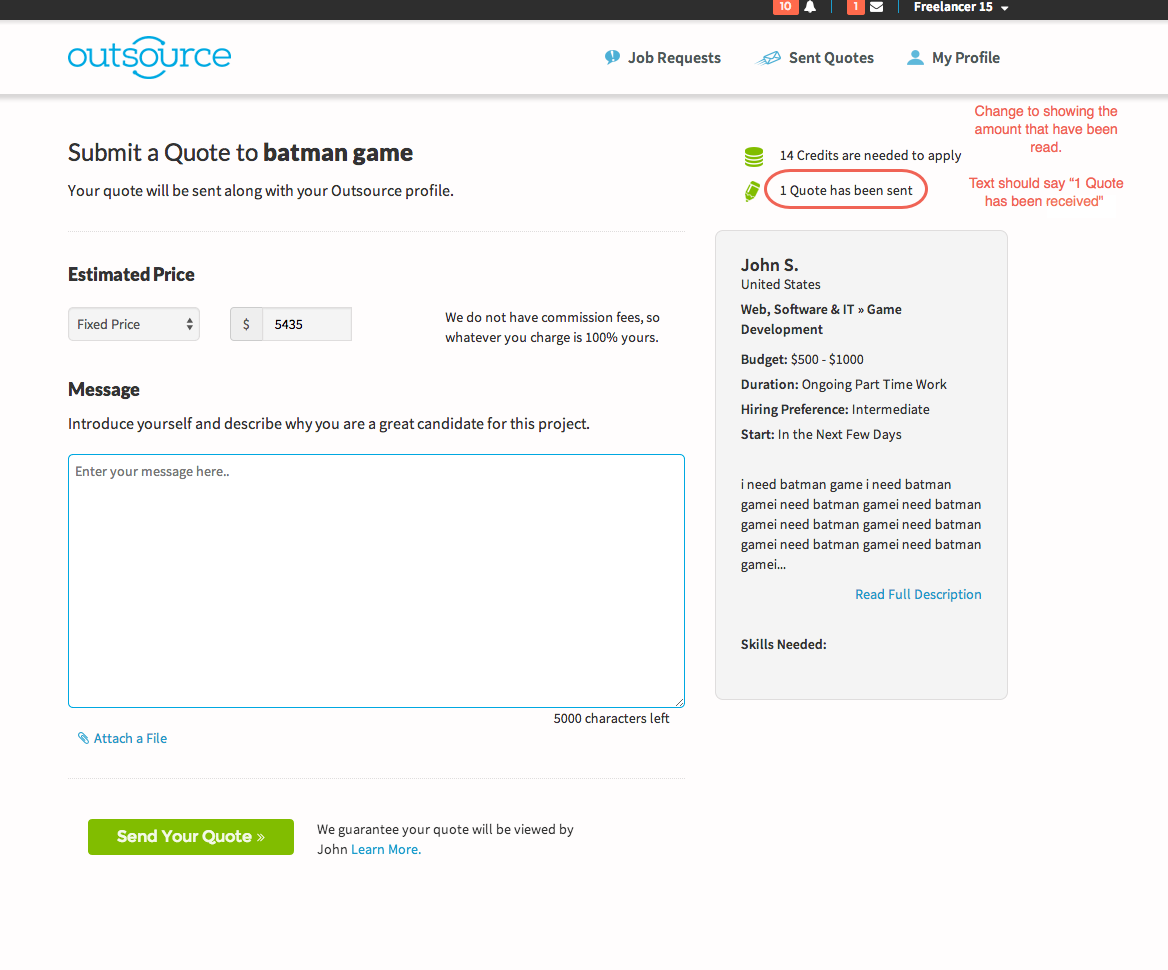 10 1 Freelancer 15
outsource
Job Requests Sent Quotes My Profile
Change to showing the
amount that have been
read.
Text should say “1 Quote
has been received"
Submit a Quote to batman game
Your quote will be sent along with your Outsource profile.
14 Credits are needed to apply
1 Quote has been sent
Estimated Price
Fixed Price
$ 5435
We do not have commission fees, so
whatever you charge is 100% yours.
Message
Introduce yourself and describe why you are a great candidate for this project.
Enter your message here..
5000 characters left
Attach a File
Send Your Quote »
We guarantee your quote will be viewed by
John Learn More.
John S.
United States
Web, Software & IT » Game
Development
Budget: $500 - $1000
Duration: Ongoing Part Time Work
Hiring Preference: Intermediate
Start: In the Next Few Days
i need batman game i need batman
gamei need batman gamei need batman
gamei need batman gamei need batman
gamei need batman gamei need batman
gamei...
Read Full Description
Skills Needed: